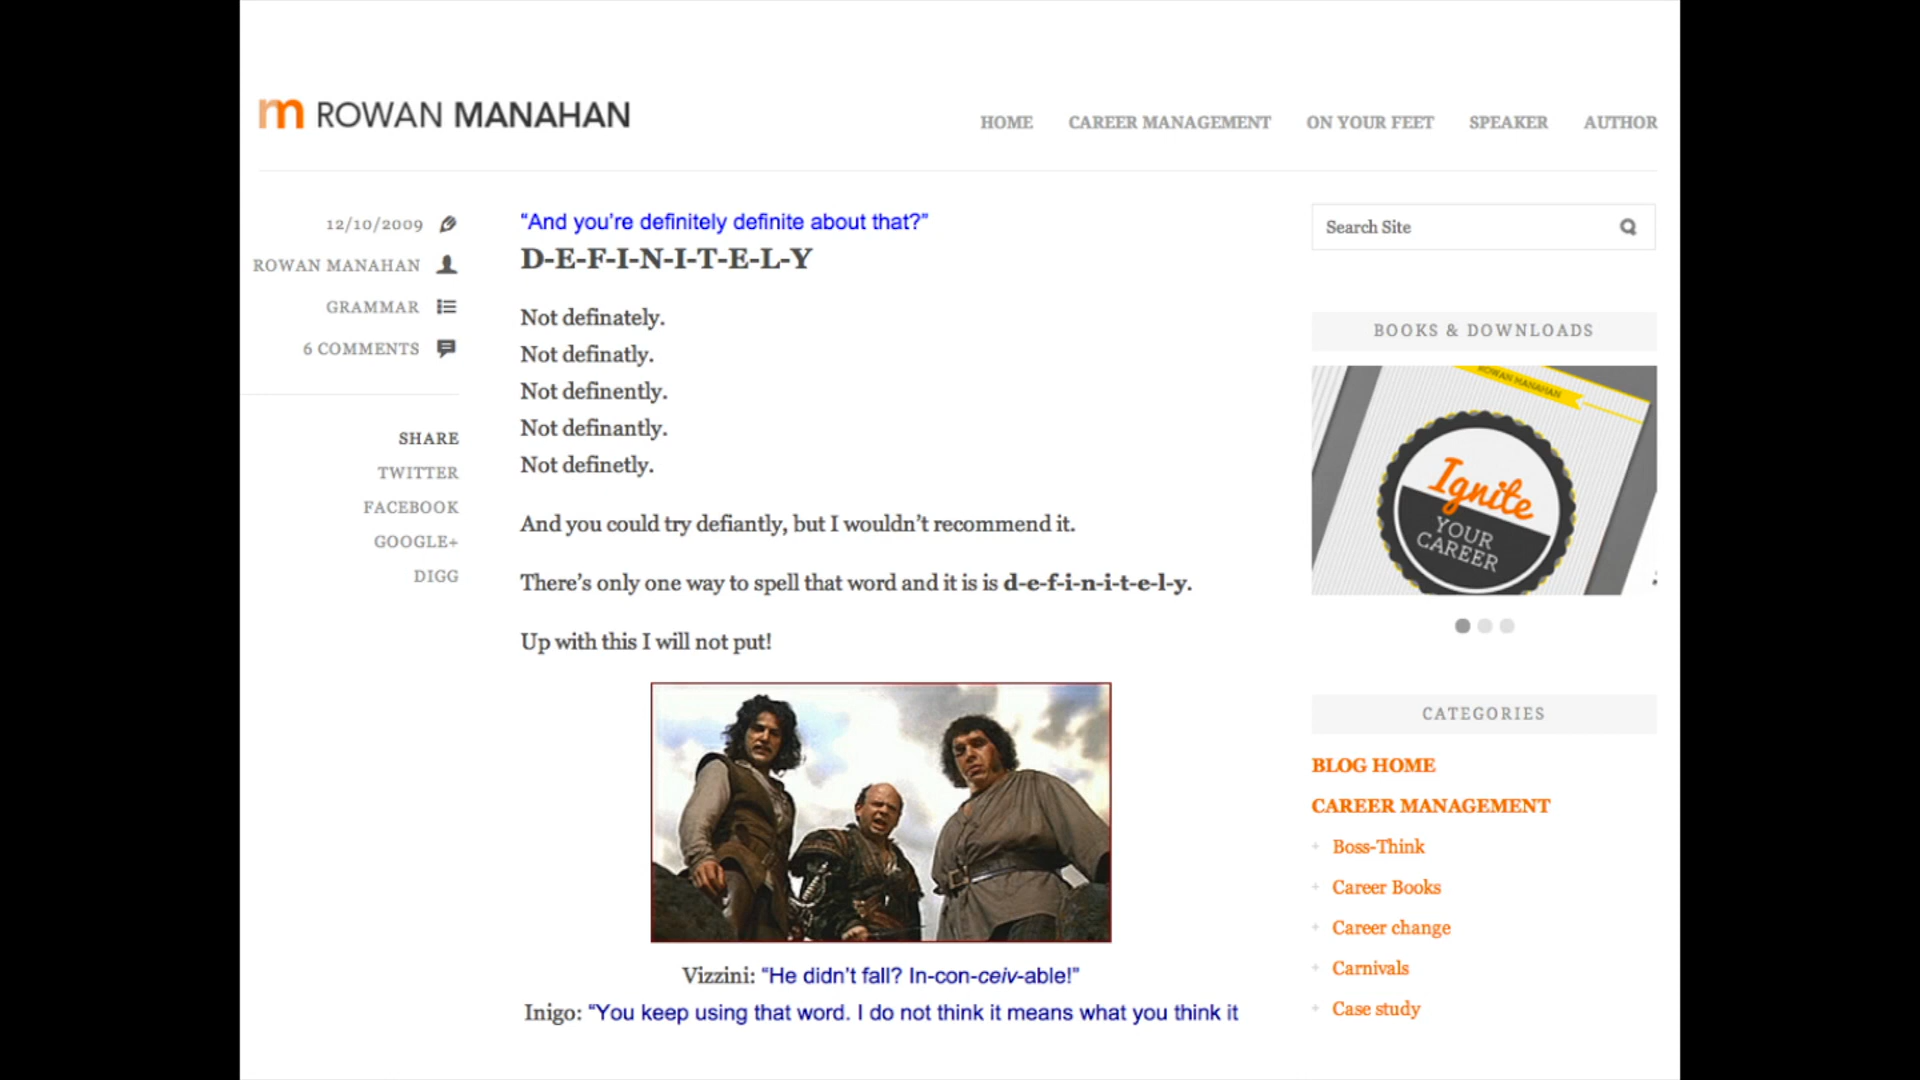 m ROWAN MANAHAN
HOME CAREER MANAGEMENT ON YOUR FEET SPEAKER AUTHOR
12/10/2009
ROWAN MANAHAN
GRAMMAR
6 COMMENTS
SHARE
TWITTER
FACEBOOK
GOOGLE+
DIGG
“And you’re definitely definite about that?”
D-E-F-I-N-I-T-E-L-Y
Not definately.
Not definatly.
Not definently.
Not definantly.
Not definetly.
And you could try defiantly, but I wouldn’t recommend it.
There’s only one way to spell that word and it is is d-e-f-i-n-i-t-e-l-y.
Up with this I will not put!
Vizzini: “He didn’t fall? In-con-ceiv-able!”
Inigo: “You keep using that word. I do not think it means what you think it
Search Site
BOOKS & DOWNLOADS
ROWAN MANAHAN
Ignite
YOUR
CAREER
CATEGORIES
BLOG HOME
CAREER MANAGEMENT
+ Boss-Think
+ Career Books
+ Career change
+ Carnivals
+ Case study